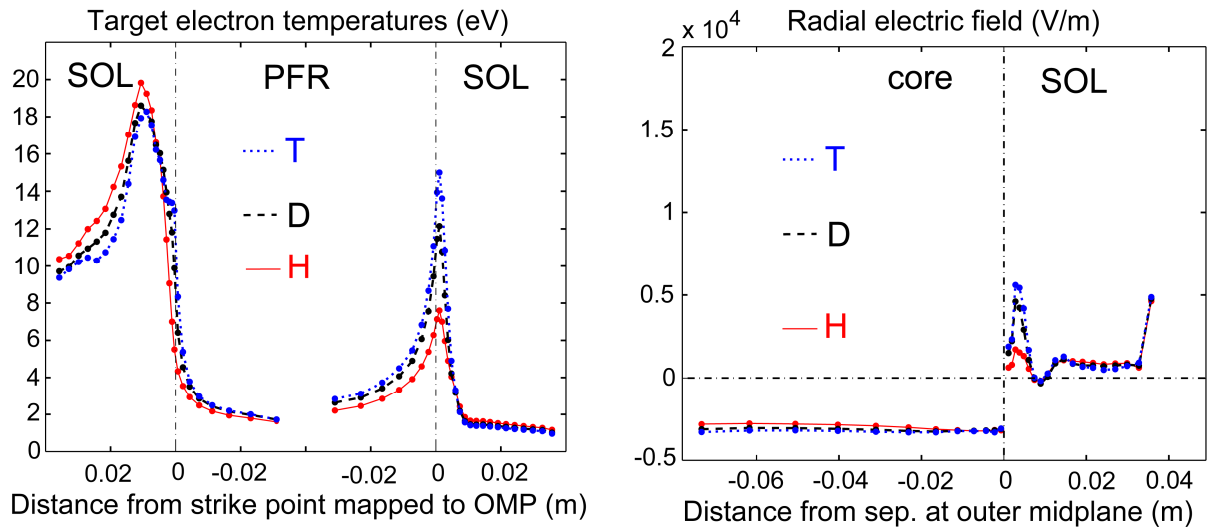 Target electron temperatures (eV)
SOL
PFR
SOL
20
18
16
14
12
10
8
6
4
2
0
T
D
H
0.02
0
-0.02
-0.02
0
0.02
Distance from strike point mapped to OMP (m)
Radial electric field (V/m)
x 10^4
core
SOL
2
1.5
1
0.5
0
-0.5
T
D
H
-0.06
-0.04
-0.02
0
0.02
0.04
Distance from sep. at outer midplane (m)